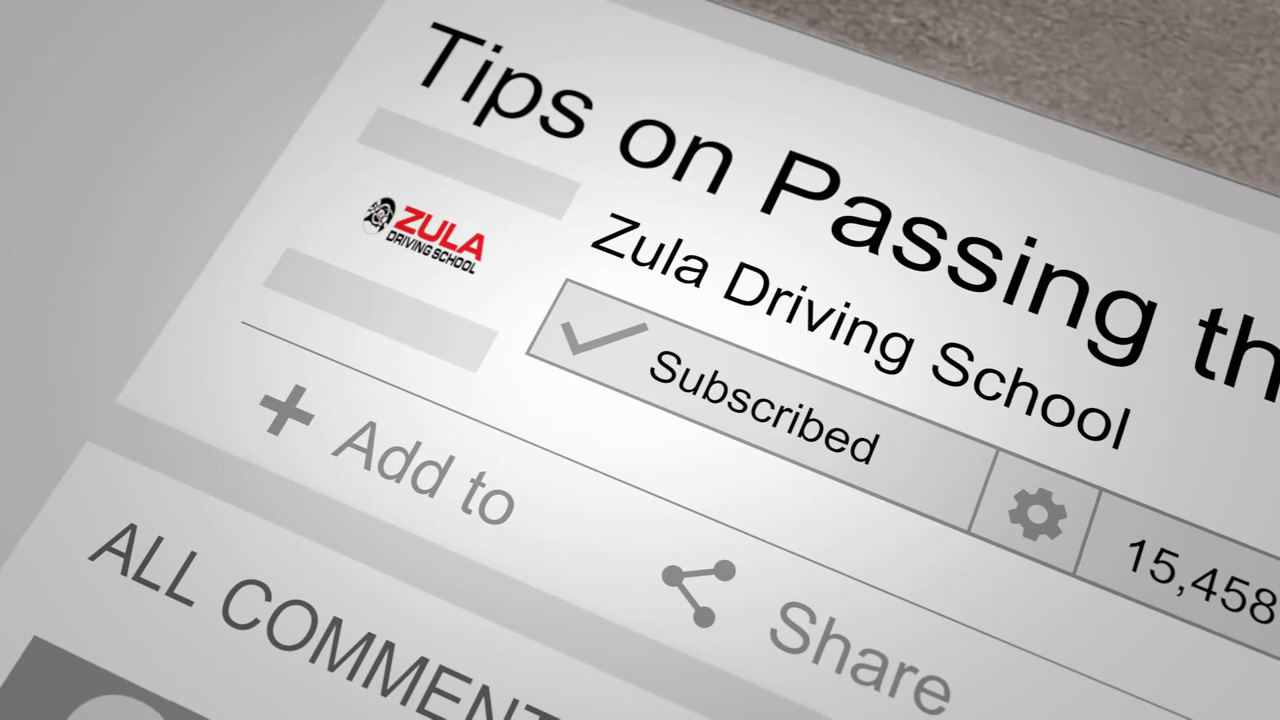 Tips on Passing th
ZULA
DRIVING SCHOOL
Zula Driving School
Subscribed
15,458
Add to
Share
ALL COMMENT